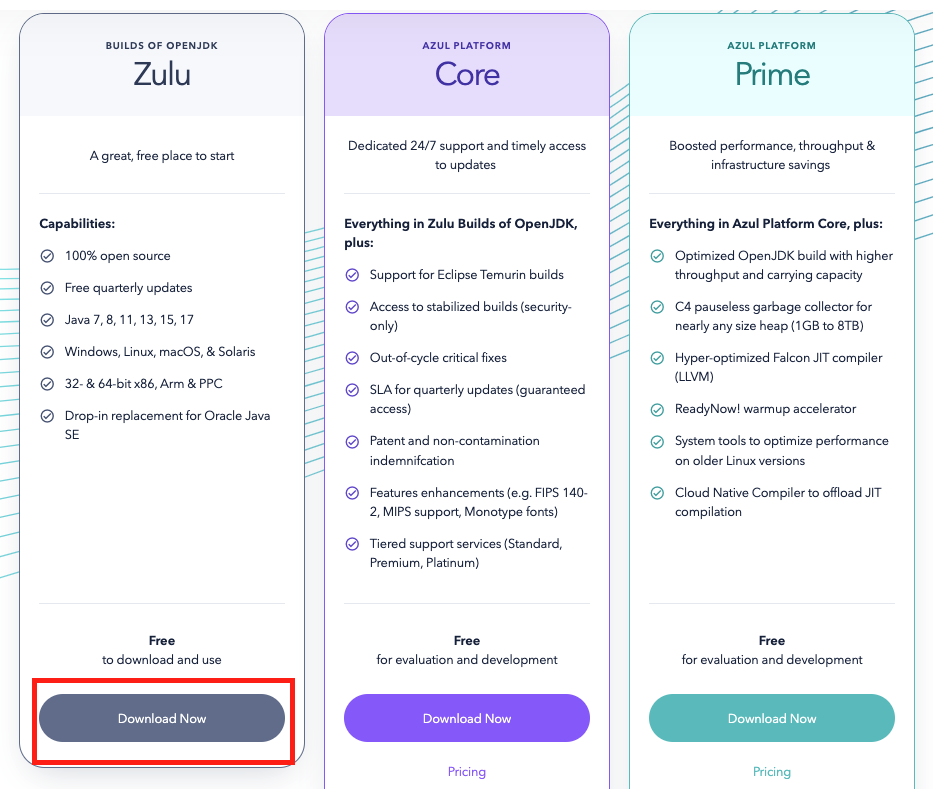 BUILDS OF OPENJDK
Zulu
A great, free place to start
Capabilities:
100% open source
Free quarterly updates
Java 7, 8, 11, 13, 15, 17
Windows, Linux, macOS, & Solaris
32- & 64-bit x86, Arm & PPC
Drop-in replacement for Oracle Java
SE
Free
to download and use
Download Now
AZUL PLATFORM
Core
Dedicated 24/7 support and timely access
to updates
Everything in Zulu Builds of OpenJDK,
plus:
Support for Eclipse Temurin builds
Access to stabilized builds (security-
only)
Out-of-cycle critical fixes
SLA for quarterly updates (guaranteed
access)
Patent and non-contamination
indemnifcation
Features enhancements (e.g. FIPS 140-
2, MIPS support, Monotype fonts)
Tiered support services (Standard,
Premium, Platinum)
Free
for evaluation and development
Download Now
Pricing
AZUL PLATFORM
Prime
Boosted performance, throughput &
infrastructure savings
Everything in Azul Platform Core, plus:
Optimized OpenJDK build with higher
throughput and carrying capacity
C4 pauseless garbage collector for
nearly any size heap (1GB to 8TB)
Hyper-optimized Falcon JIT compiler
(LLVM)
ReadyNow! warmup accelerator
System tools to optimize performance
on older Linux versions
Cloud Native Compiler to offload JIT
compilation
Free
for evaluation and development
Download Now
Pricing